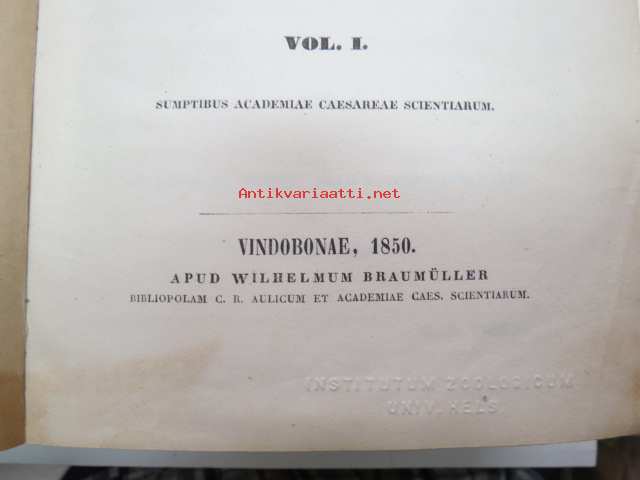 VOL. I.
SUMPTIBUS ACADEMIAE CAESAREAE SCIENTIARUM.
Antikvariaatti.net
VINDOBONAE, 1850.
APUD WILHELMUM BRAUMÜLLER
BIBLIOPOLAM C. R. AULICUM ET ACADEMIAE CAES. SCIENTIARUM.
INSTITUTUM ZOOLOGICUM
UNIV. HELS.